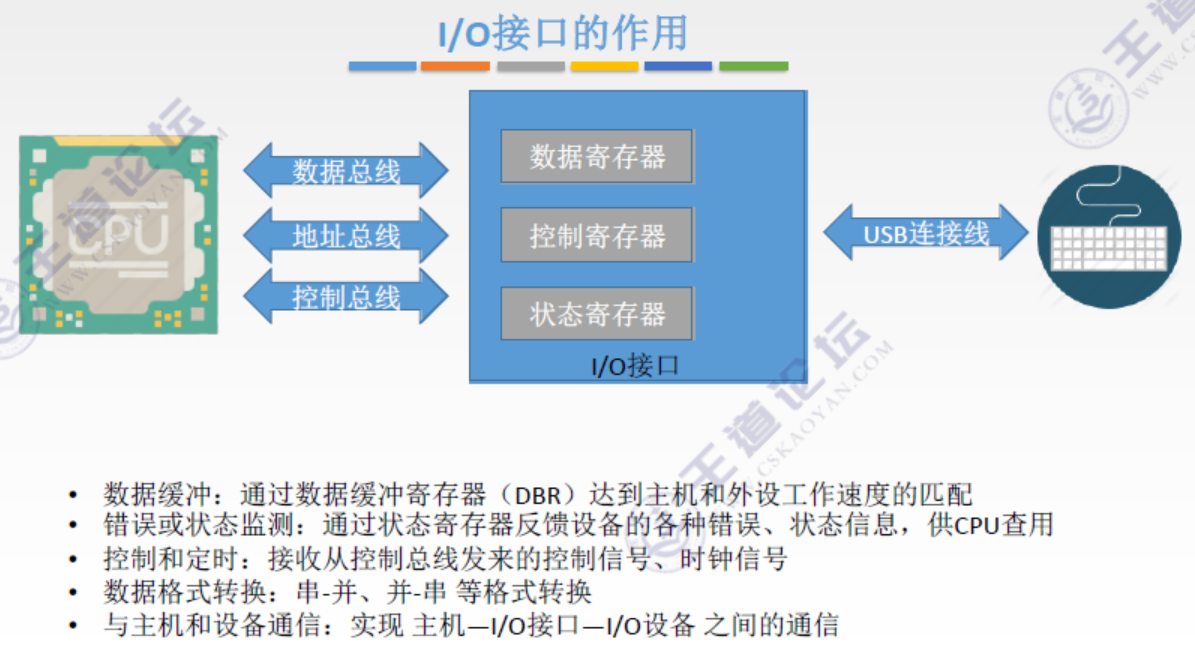 I/O接口的作用
CPU
数据总线
地址总线
控制总线
数据寄存器
控制寄存器
状态寄存器
I/O接口
USB连接线
• 数据缓冲：通过数据缓冲寄存器（DBR）达到主机和外设工作速度的匹配
• 错误或状态监测：通过状态寄存器反馈设备的各种错误、状态信息，供CPU查用
• 控制和定时：接收从控制总线发来的控制信号、时钟信号
• 数据格式转换：串-并、并-串 等格式转换
• 与主机和设备通信：实现 主机—I/O接口—I/O设备 之间的通信
王道论坛
WWW.CSKAOYAN.COM
王道论坛
WWW.CSKAOYAN.COM